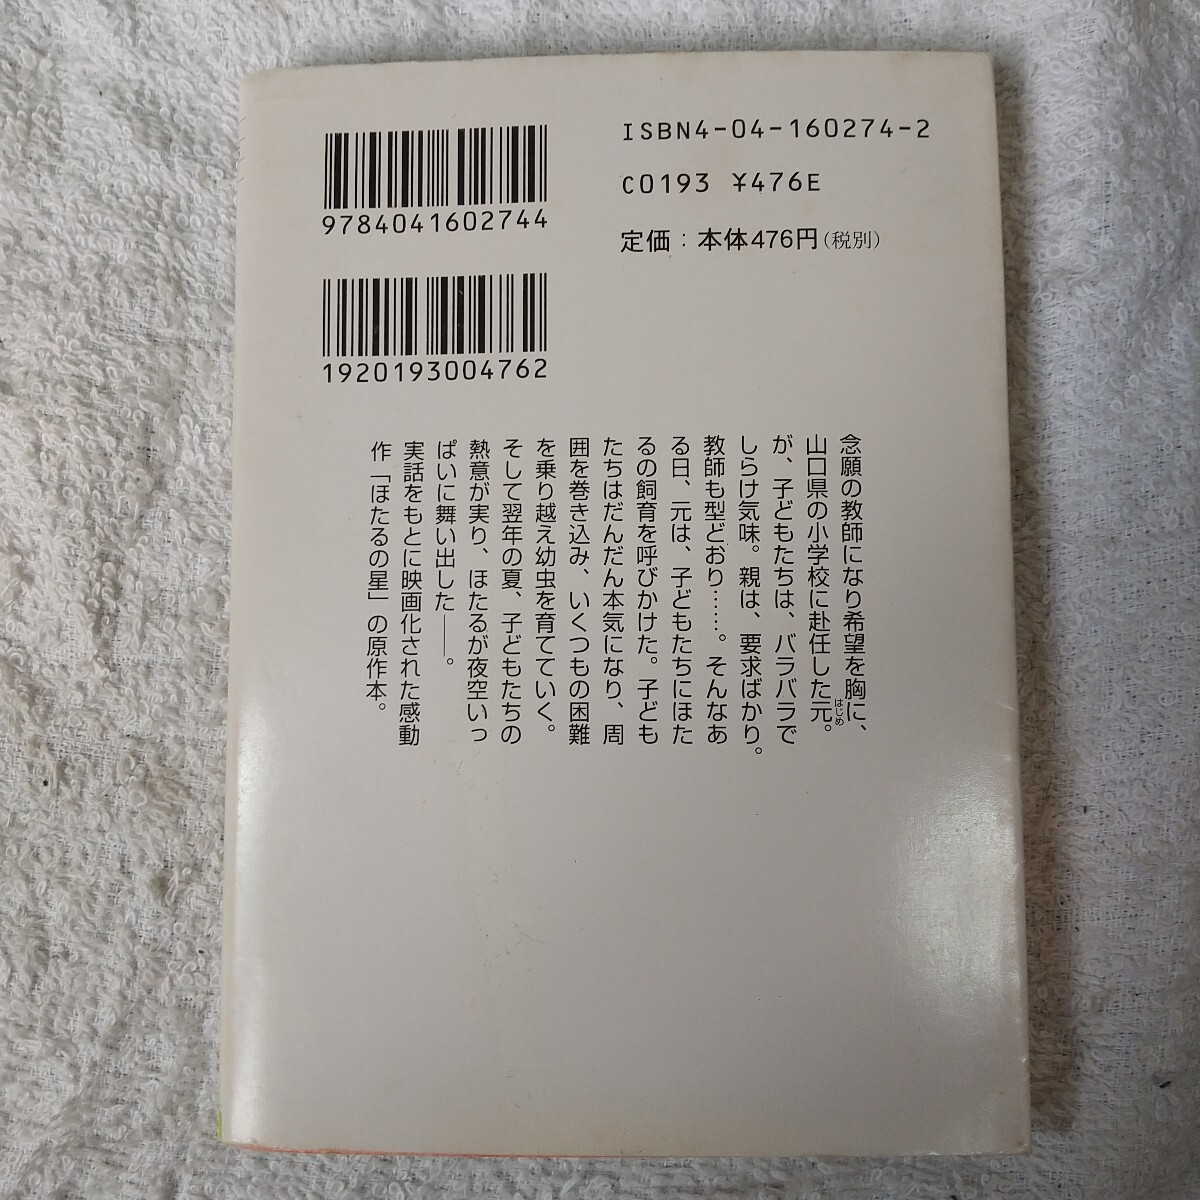 ISBN4-04-160274-2
C0193 ¥476E
定価：本体476円（税別）
9784041602744
1920193004762
念願の教師になり希望を胸に、
山口県の小学校に赴任した元。
はじめ
が、子どもたちは、バラバラで
しらけ気味。親は、要求ばかり。
教師も型どおり……。そんなあ
る日、元は、子どもたちにほた
るの飼育を呼びかけた。子ども
たちはだんだん本気になり、周
囲を巻き込み、いくつもの困難
を乗り越え幼虫を育てていく。
そして翌年の夏、子どもたちの
熱意が実り、ほたるが夜空いっ
ぱいに舞い出した——。
実話をもとに映画化された感動
作「ほたるの星」の原作本。